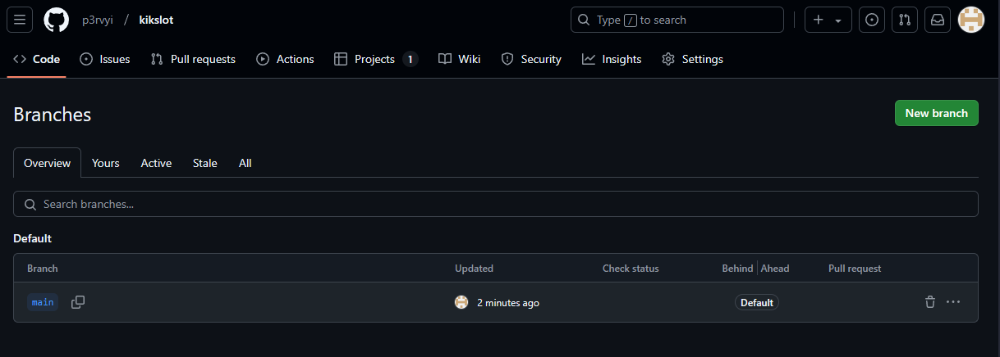 p3rvyi / kikslot
Type / to search
Code Issues Pull requests Actions Projects 1 Wiki Security Insights Settings
Branches
New branch
Overview Yours Active Stale All
Search branches...
Default
Branch Updated Check status Behind Ahead Pull request
main 2 minutes ago Default